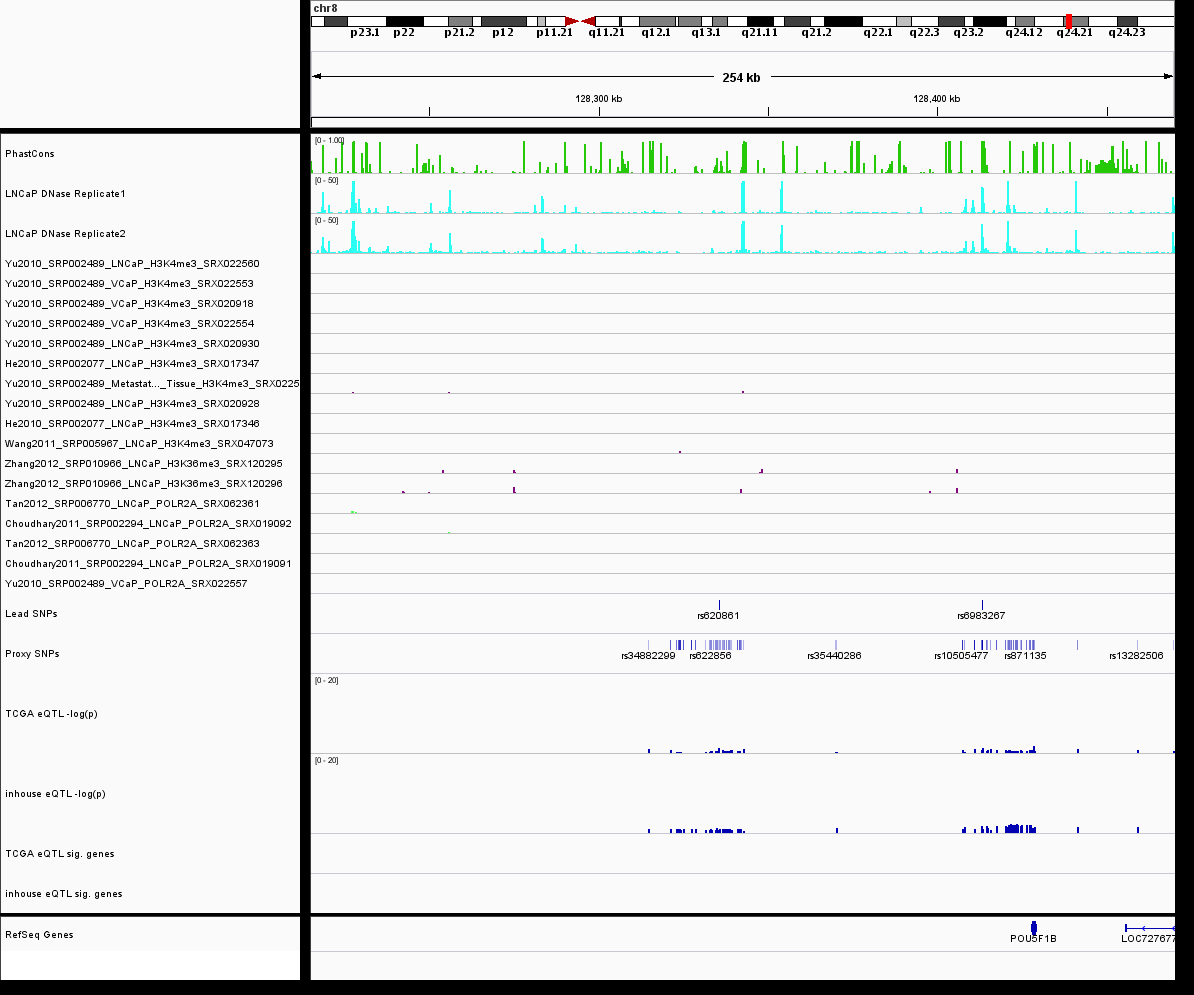 chr8
p23.1 p22 p21.2 p12 p11.21 q11.21 q12.1 q13.1 q21.11 q21.2 q22.1 q22.3 q23.2 q24.12 q24.21 q24.23
254 kb
128,300 kb 128,400 kb
PhastCons [0 - 1.00]
LNCaP DNase Replicate1 [0 - 50]
LNCaP DNase Replicate2 [0 - 50]
Yu2010_SRP002489_LNCaP_H3K4me3_SRX022560
Yu2010_SRP002489_VCaP_H3K4me3_SRX022553
Yu2010_SRP002489_VCaP_H3K4me3_SRX020918
Yu2010_SRP002489_VCaP_H3K4me3_SRX022554
Yu2010_SRP002489_LNCaP_H3K4me3_SRX020930
He2010_SRP002077_LNCaP_H3K4me3_SRX017347
Yu2010_SRP002489_Metastat..._Tissue_H3K4me3_SRX0225
Yu2010_SRP002489_LNCaP_H3K4me3_SRX020928
He2010_SRP002077_LNCaP_H3K4me3_SRX017346
Wang2011_SRP005967_LNCaP_H3K4me3_SRX047073
Zhang2012_SRP010966_LNCaP_H3K36me3_SRX120295
Zhang2012_SRP010966_LNCaP_H3K36me3_SRX120296
Tan2012_SRP006770_LNCaP_POLR2A_SRX062361
Choudhary2011_SRP002294_LNCaP_POLR2A_SRX019092
Tan2012_SRP006770_LNCaP_POLR2A_SRX062363
Choudhary2011_SRP002294_LNCaP_POLR2A_SRX019091
Yu2010_SRP002489_VCaP_POLR2A_SRX022557
Lead SNPs rs620861 rs6983267
Proxy SNPs rs34882299 rs622856 rs35440286 rs10505477 rs871135 rs13282506
[0 - 20]
TCGA eQTL -log(p)
[0 - 20]
inhouse eQTL -log(p)
TCGA eQTL sig. genes
inhouse eQTL sig. genes
RefSeq Genes POU5F1B LOC727677